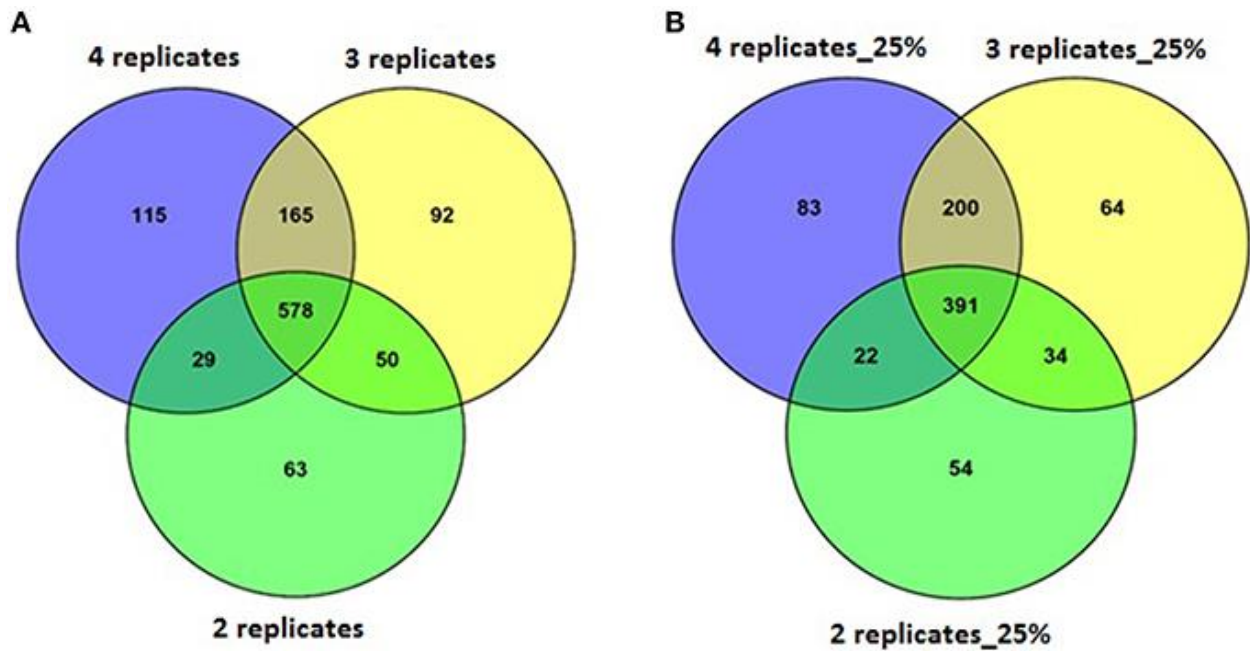 A
4 replicates
3 replicates
115
165
92
578
29
50
63
2 replicates
B
4 replicates_25%
3 replicates_25%
83
200
64
391
22
34
54
2 replicates_25%